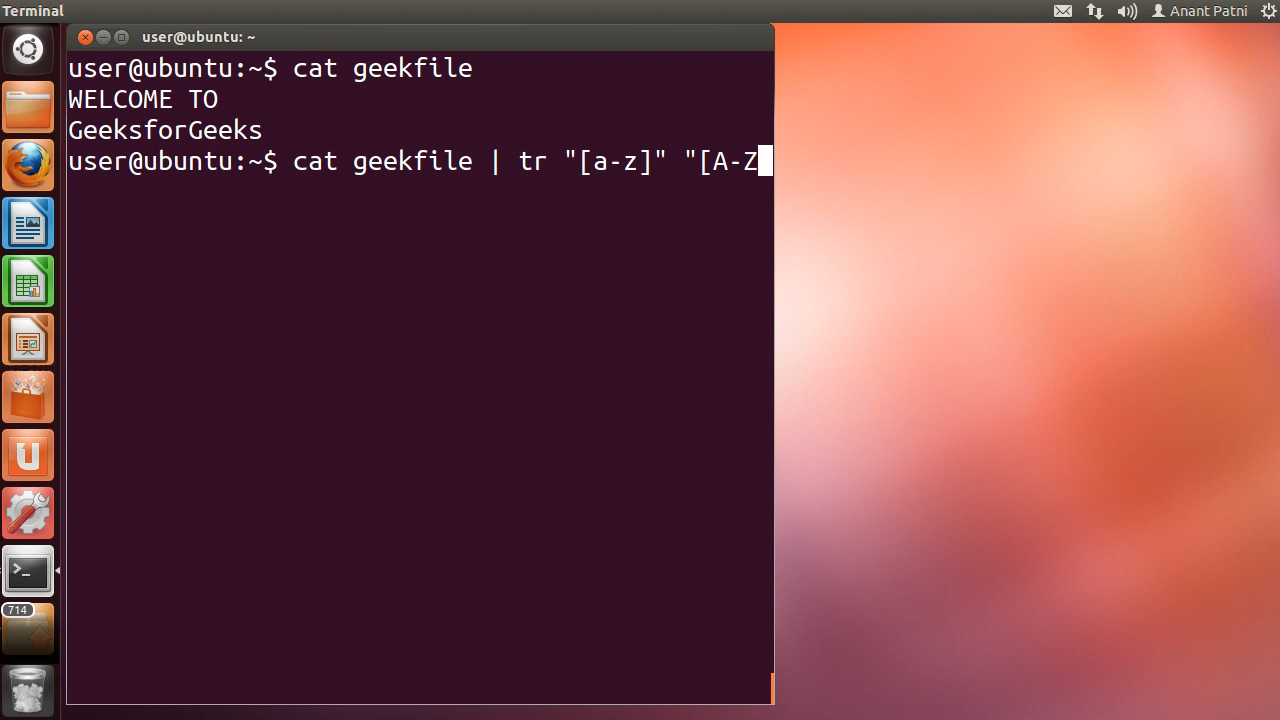 Terminal
Anant Patni
user@ubuntu: ~
user@ubuntu:~$ cat geekfile
WELCOME TO
GeeksforGeeks
user@ubuntu:~$ cat geekfile | tr "[a-z]" "[A-Z
>_
714